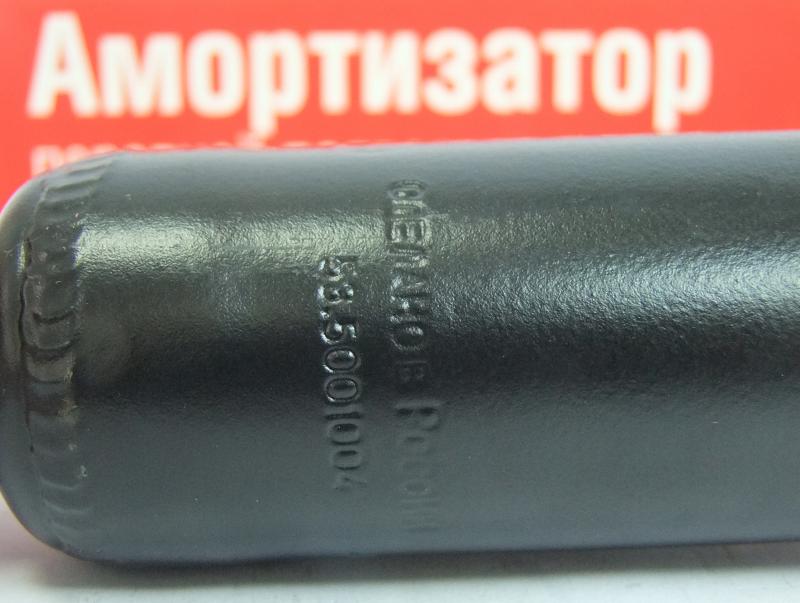 Амортизатор
сделано в России
53.5001004